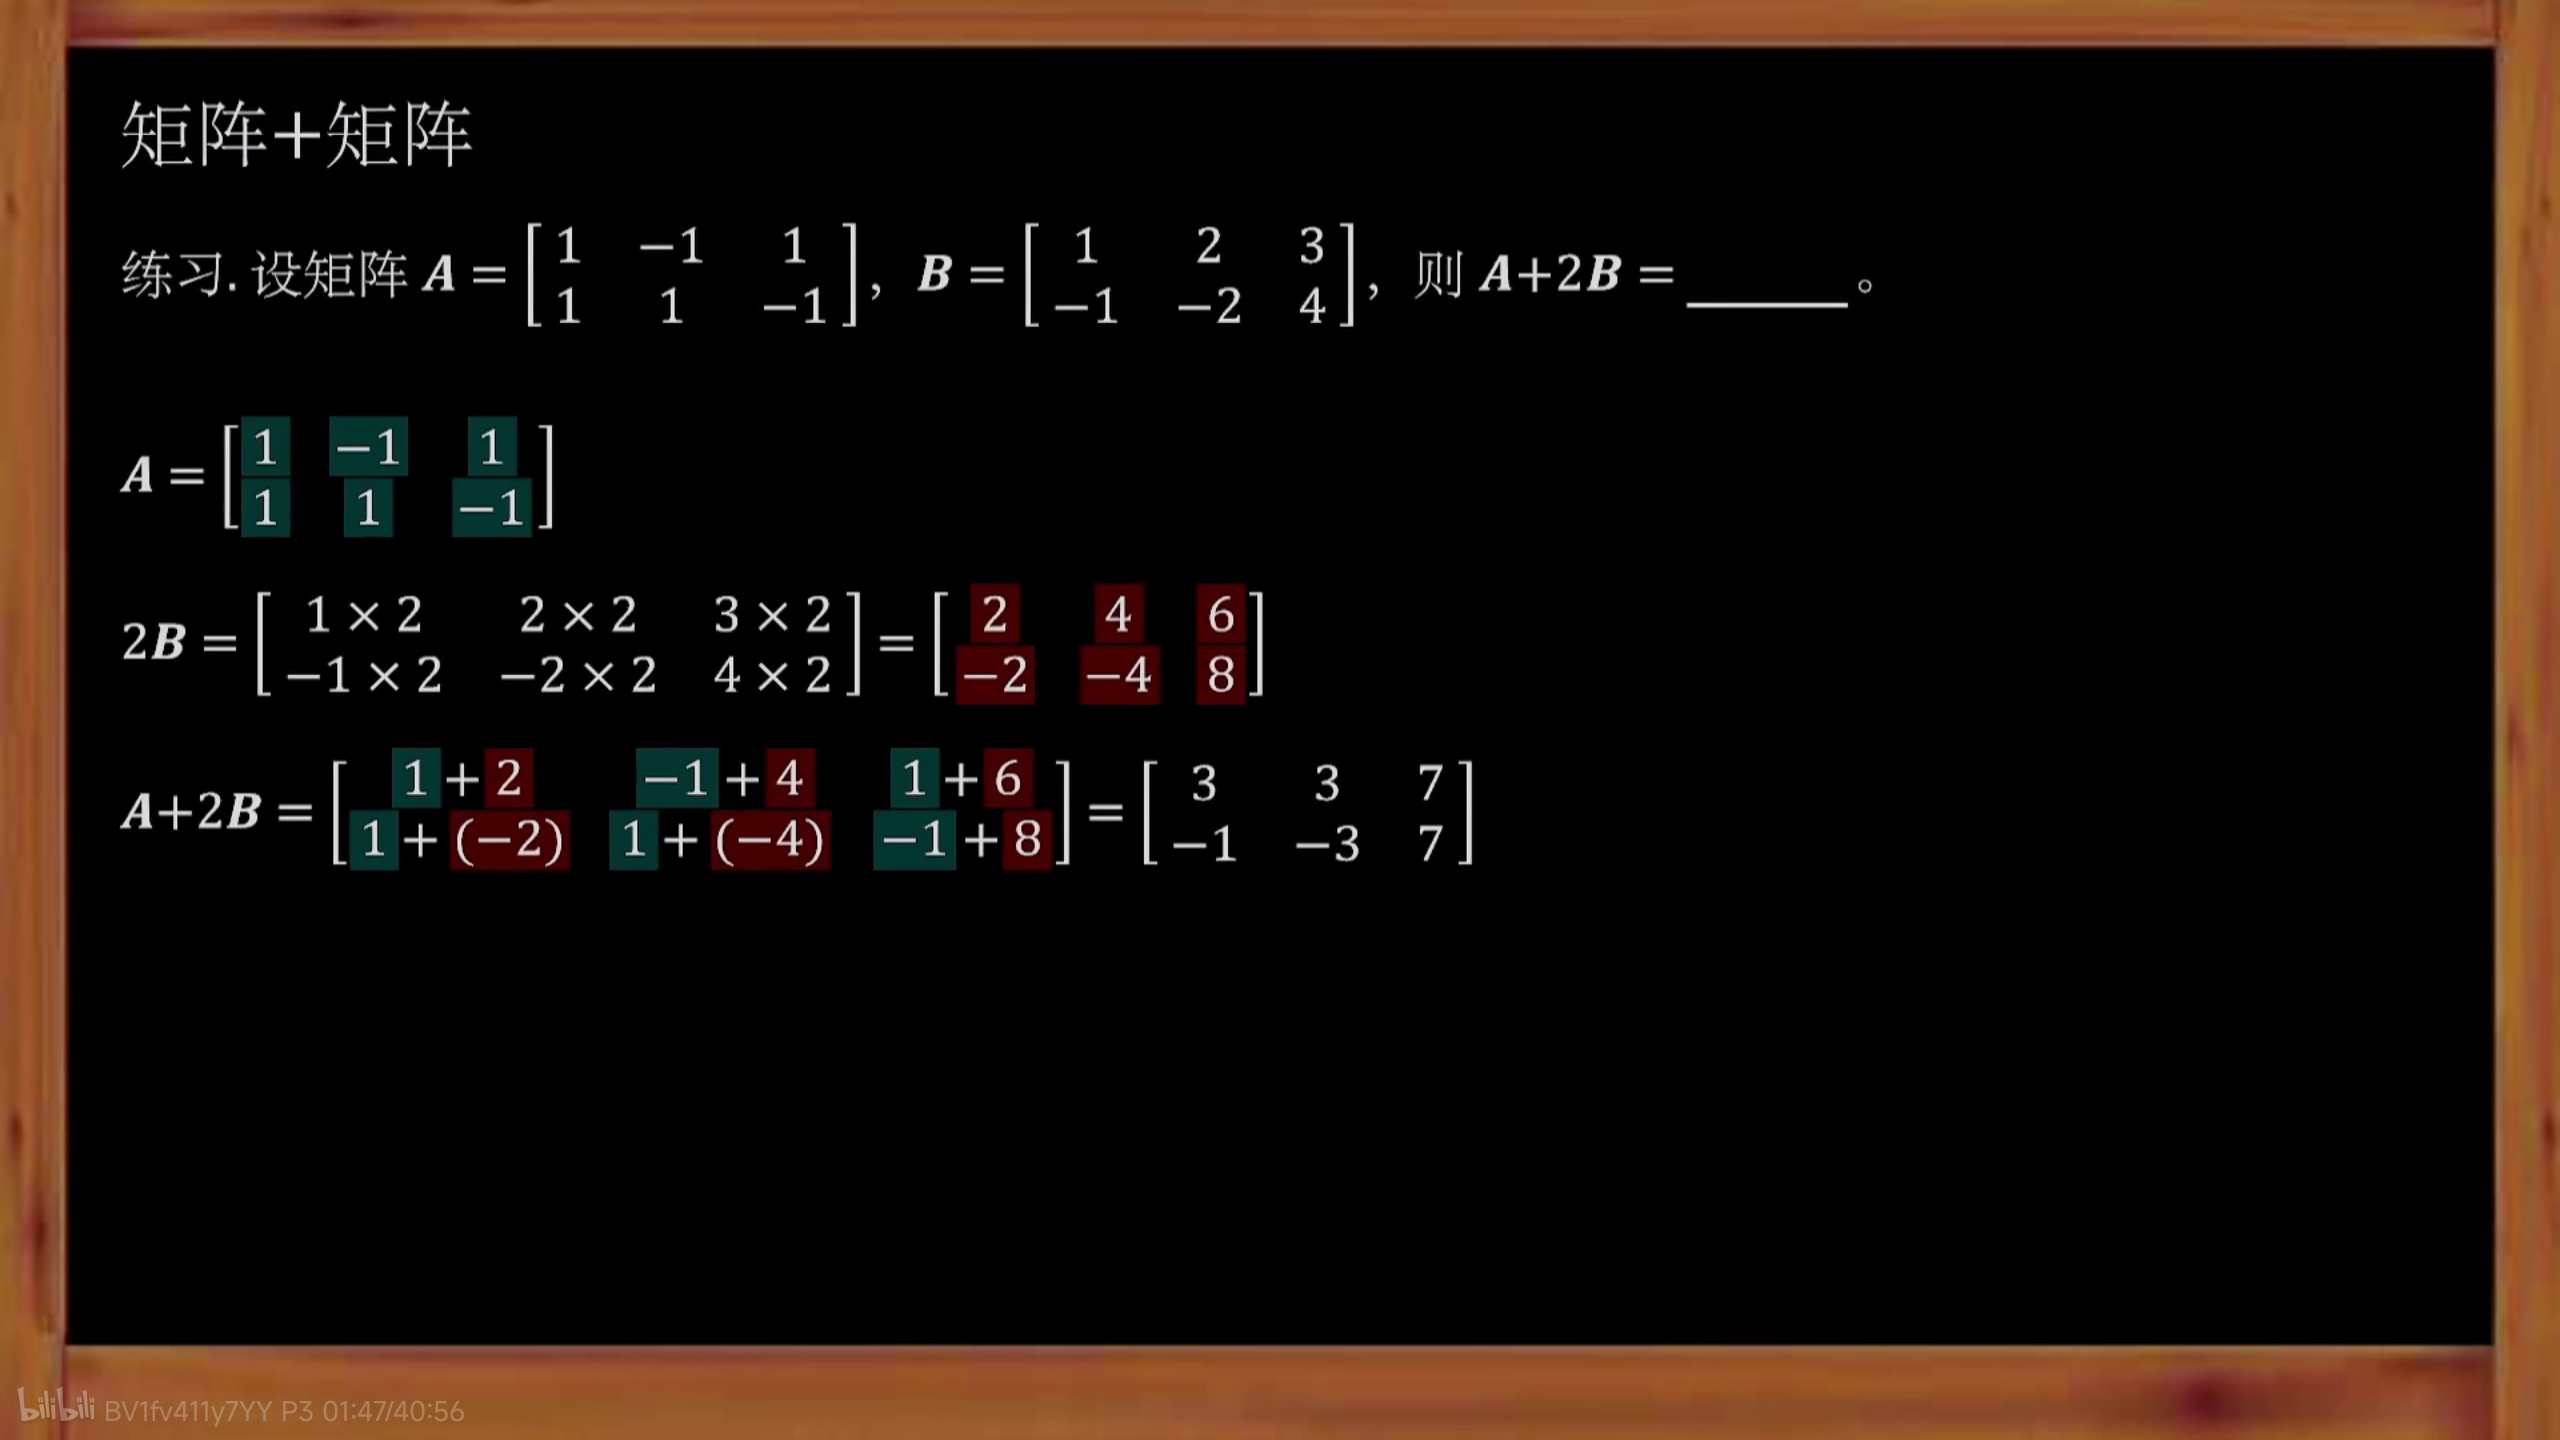 矩阵+矩阵
练习. 设矩阵 A = [1 −1 1; 1 1 −1], B = [1 2 3; −1 −2 4], 则 A+2B = ______。
A = [1 −1 1; 1 1 −1]
2B = [1 × 2 2 × 2 3 × 2; −1 × 2 −2 × 2 4 × 2] = [2 4 6; −2 −4 8]
A+2B = [1 + 2 −1 + 4 1 + 6; 1 + (−2) 1 + (−4) −1 + 8] = [3 3 7; −1 −3 7]
bilibili BV1fv411y7YY P3 01:47/40:56